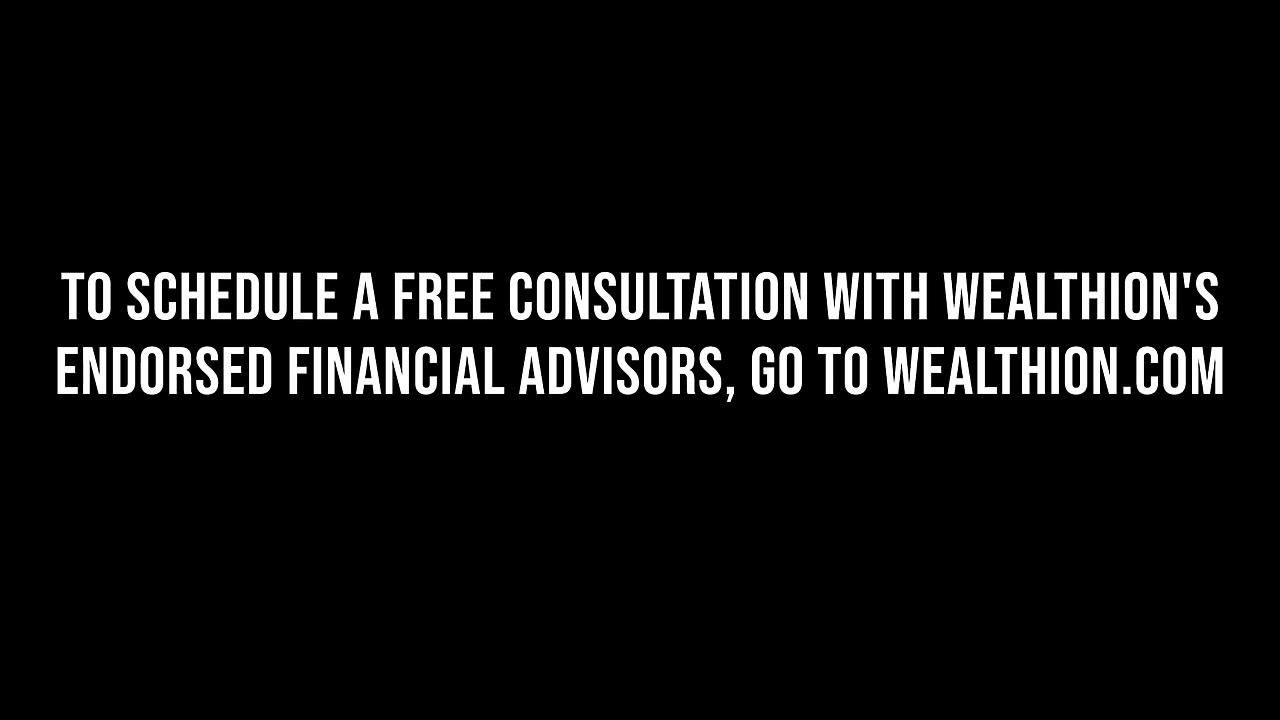 TO SCHEDULE A FREE CONSULTATION WITH WEALTHION'S
ENDORSED FINANCIAL ADVISORS, GO TO WEALTHION.COM